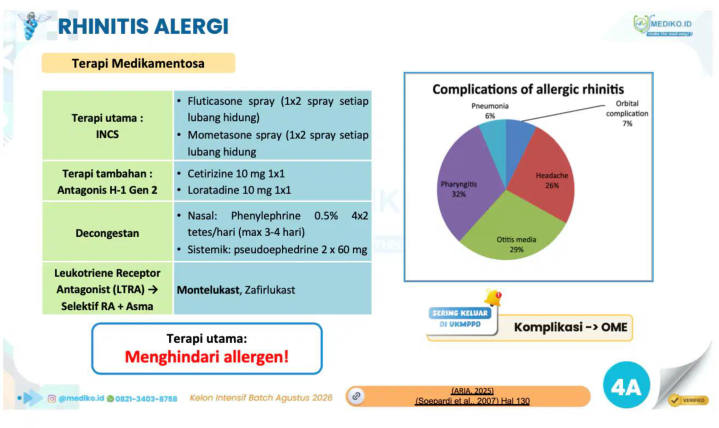 RHINITIS ALERGI
MEDIKO.ID
Terapi Medikamentosa
Terapi utama :
INCS
• Fluticasone spray (1x2 spray setiap
lubang hidung)
• Mometasone spray (1x2 spray setiap
lubang hidung
Terapi tambahan :
Antagonis H-1 Gen 2
• Cetirizine 10 mg 1x1
• Loratadine 10 mg 1x1
Decongestan
• Nasal: Phenylephrine 0.5% 4x2
tetes/hari (max 3-4 hari)
• Sistemik: pseudoephedrine 2 x 60 mg
Leukotriene Receptor
Antagonist (LTRA) →
Selektif RA + Asma
Montelukast, Zafirlukast
Terapi utama:
Menghindari allergen!
Complications of allergic rhinitis
Pneumonia
6%
Orbital
complication
7%
Headache
26%
Pharyngitis
32%
Otitis media
29%
SERING KELUAR
DI UKMPPD
Komplikasi -> OME
@mediko.id 0821-3403-8758
Kelon Intensif Batch Agustus 2026
(ARIA, 2025)
(Soepardi et al., 2007) Hal 130
4A
VERIFIED